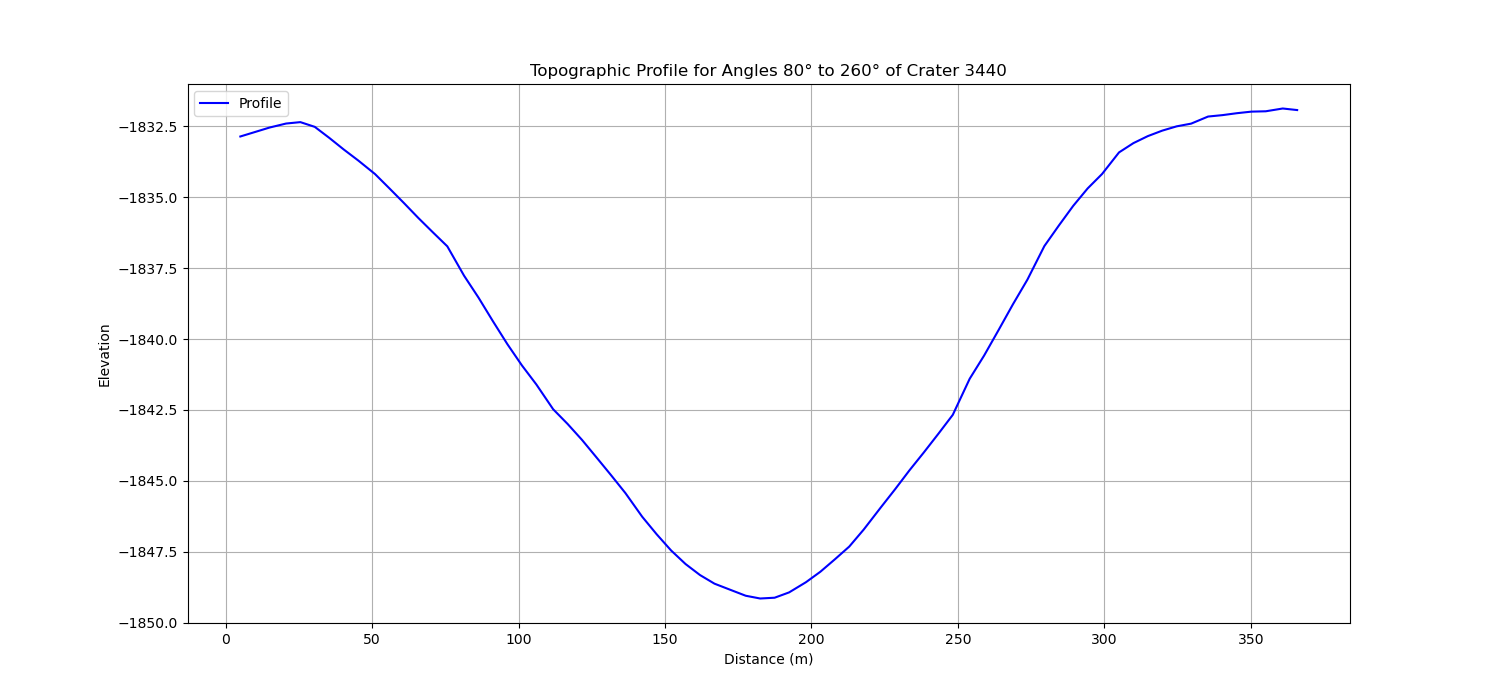 Topographic Profile for Angles 80° to 260° of Crater 3440
Profile
−1832.5
−1835.0
−1837.5
−1840.0
−1842.5
−1845.0
−1847.5
−1850.0
Elevation
0 50 100 150 200 250 300 350
Distance (m)